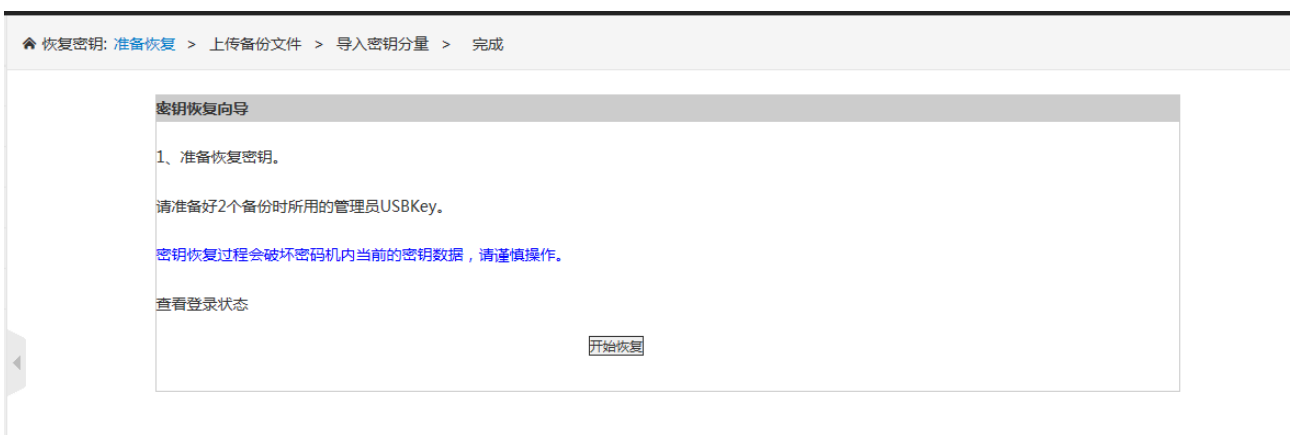 恢复密钥: 准备恢复 > 上传备份文件 > 导入密钥分量 > 完成
密钥恢复向导
1、准备恢复密钥。
请准备好2个备份时所用的管理员USBKey。
密钥恢复过程会破坏密码机内当前的密钥数据，请谨慎操作。
查看登录状态
开始恢复